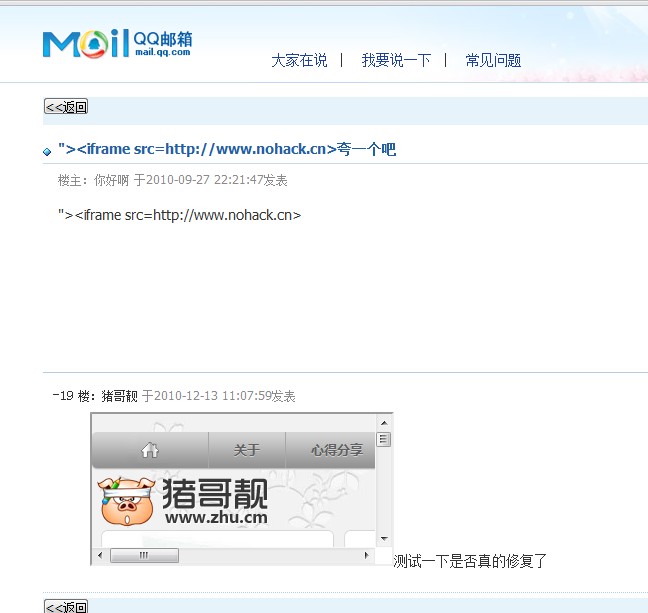 Mail QQ邮箱
mail.qq.com
大家在说 | 我要说一下 | 常见问题
<<返回
"><iframe src=http://www.nohack.cn>夸一个吧
楼主：你好啊 于2010-09-27 22:21:47发表
"><iframe src=http://www.nohack.cn>
-19 楼：猪哥靓 于2010-12-13 11:07:59发表
关于 心得分享
猪哥靓
www.zhu.cm
测试一下是否真的修复了
<<返回